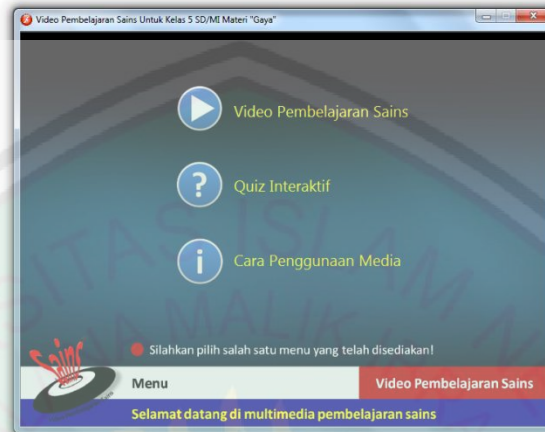 Video Pembelajaran Sains Untuk Kelas 5 SD/MI Materi "Gaya"
Video Pembelajaran Sains
?
Quiz Interaktif
i
Cara Penggunaan Media
Silahkan pilih salah satu menu yang telah disediakan!
Sains
Menu
Video Pembelajaran Sains
Selamat datang di multimedia pembelajaran sains